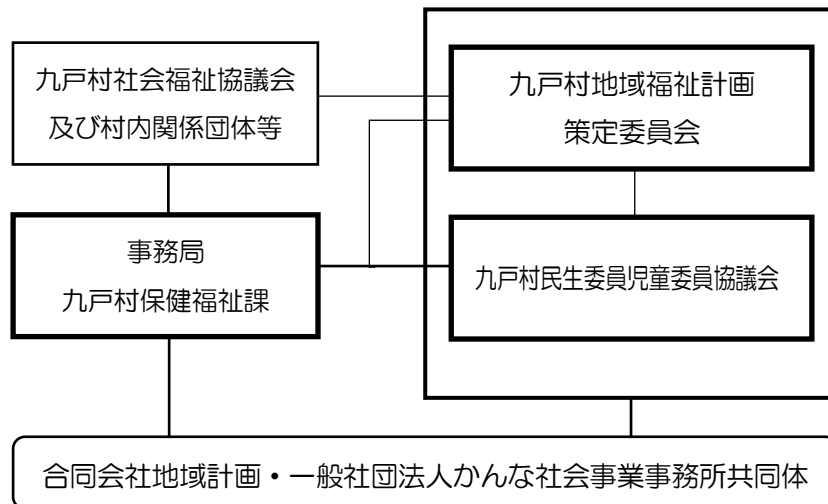 九戸村社会福祉協議会
及び村内関係団体等
九戸村地域福祉計画
策定委員会
事務局
九戸村保健福祉課
九戸村民生委員児童委員協議会
合同会社地域計画・一般社団法人かんな社会事業事務所共同体